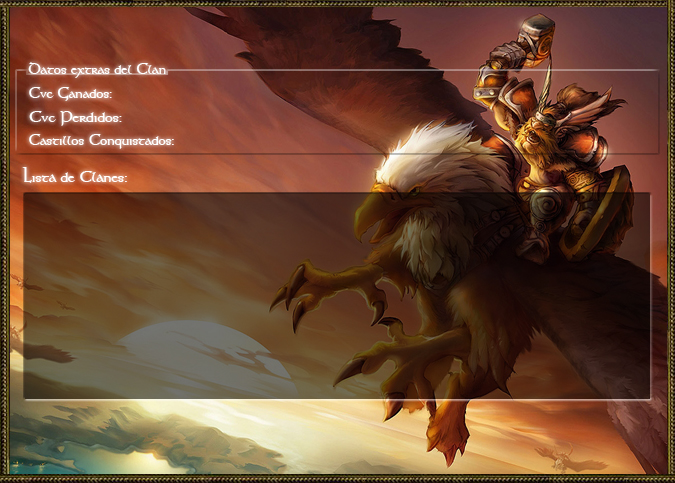 Datos extras del Clan
Cvc Ganados:
Cvc Perdidos:
Castillos Conquistados:
Lista de Clanes: